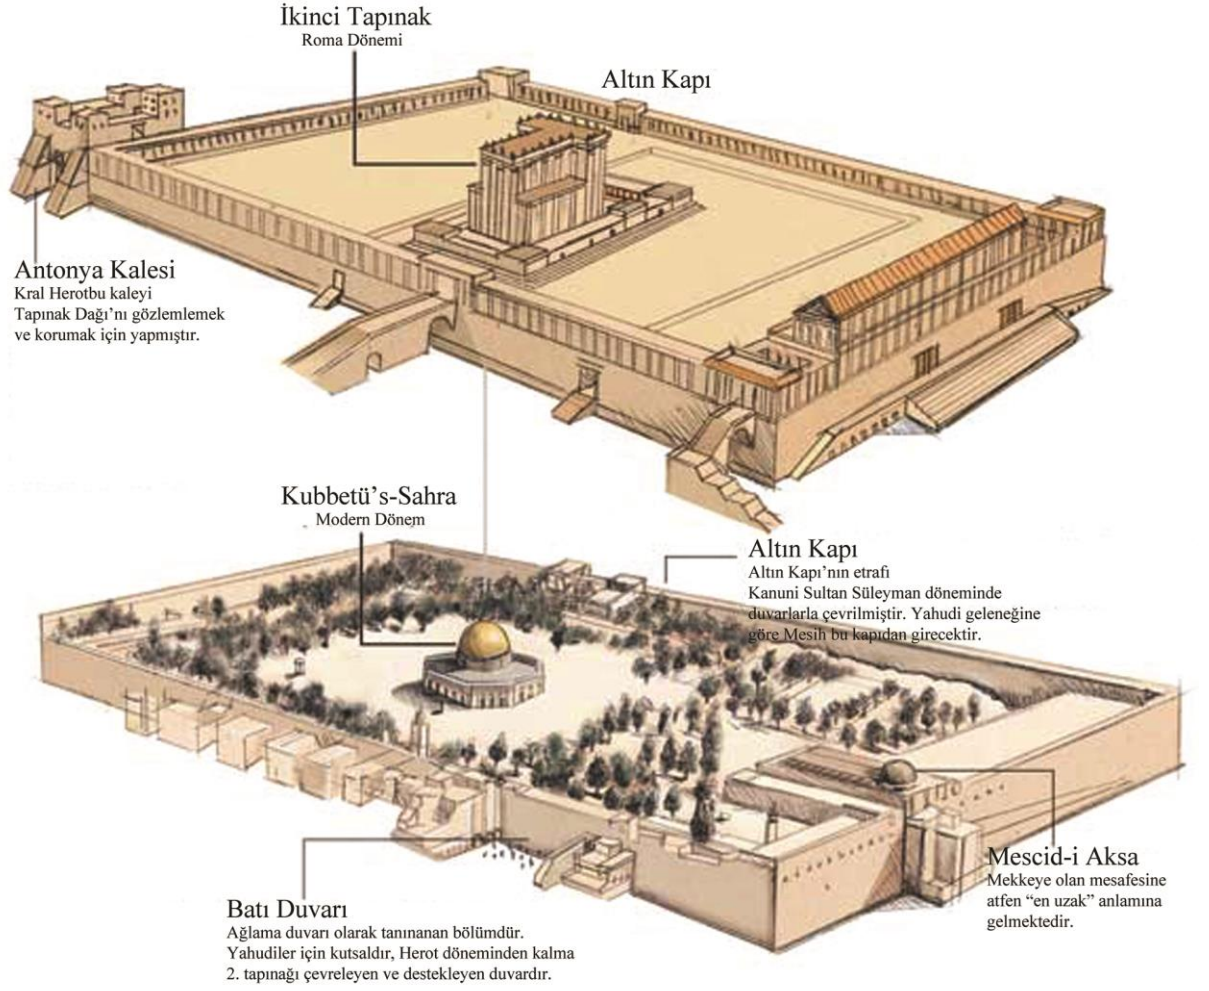 İkinci Tapınak
Roma Dönemi
Altın Kapı
Antonya Kalesi
Kral Herotbu kaleyi
Tapınak Dağı’nı gözlemlemek
ve korumak için yapmıştır.
Kubbetü’s-Sahra
Modern Dönem
Altın Kapı
Altın Kapı’nın etrafı
Kanuni Sultan Süleyman döneminde
duvarlarla çevrilmiştir. Yahudi geleneğine
göre Mesih bu kapıdan girecektir.
Mescid-i Aksa
Mekkeye olan mesafesine
atfen “en uzak” anlamına
gelmektedir.
Batı Duvarı
Ağlama duvarı olarak tanınanan bölümdür.
Yahudiler için kutsaldır, Herot döneminden kalma
2. tapınağı çevreleyen ve destekleyen duvardır.